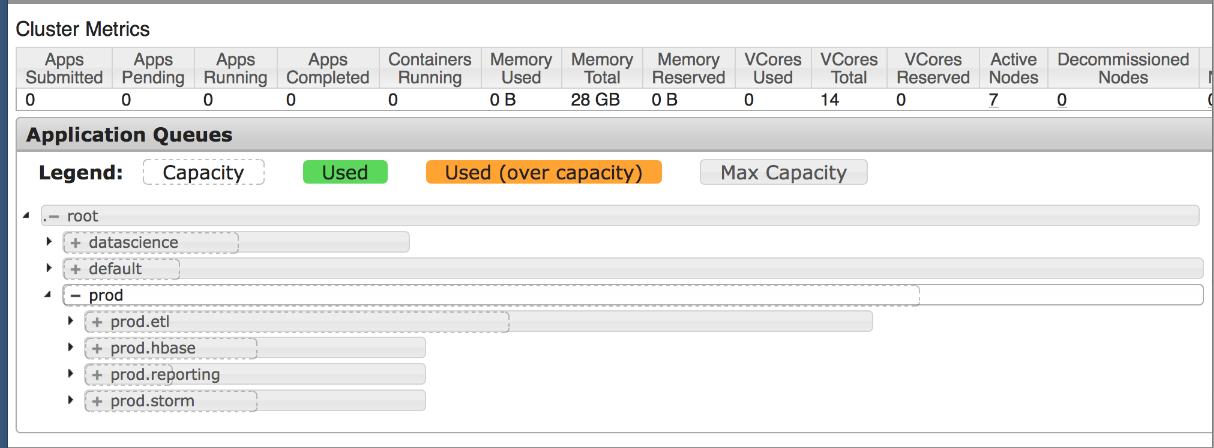 Cluster Metrics
Apps Submitted Apps Pending Apps Running Apps Completed Containers Running Memory Used Memory Total Memory Reserved VCores Used VCores Total VCores Reserved Active Nodes Decommissioned Nodes
0 0 0 0 0 0 B 28 GB 0 B 0 14 0 7 0
Application Queues
Legend: Capacity Used Used (over capacity) Max Capacity
.– root
+ datascience
+ default
– prod
+ prod.etl
+ prod.hbase
+ prod.reporting
+ prod.storm